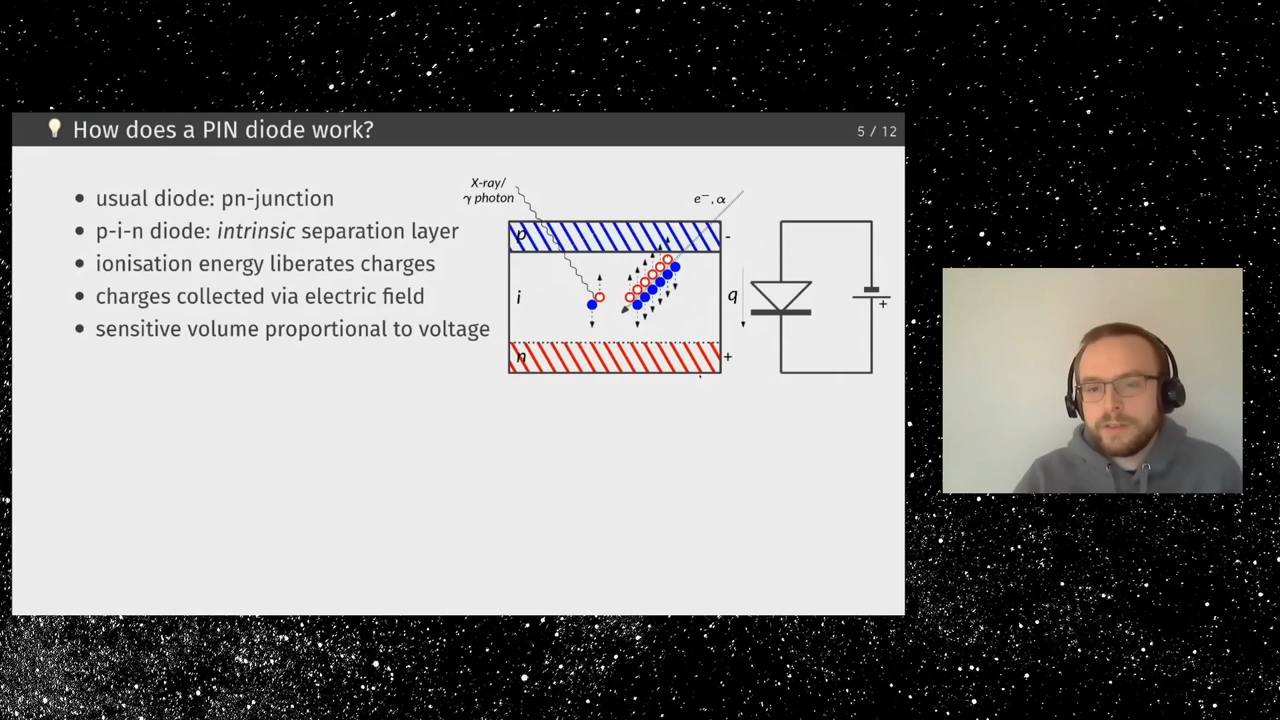 How does a PIN diode work?
5 / 12
usual diode: pn-junction
p-i-n diode: intrinsic separation layer
ionisation energy liberates charges
charges collected via electric field
sensitive volume proportional to voltage
X-ray/
γ photon
e⁻, α
p
-
i
q
+
n
+